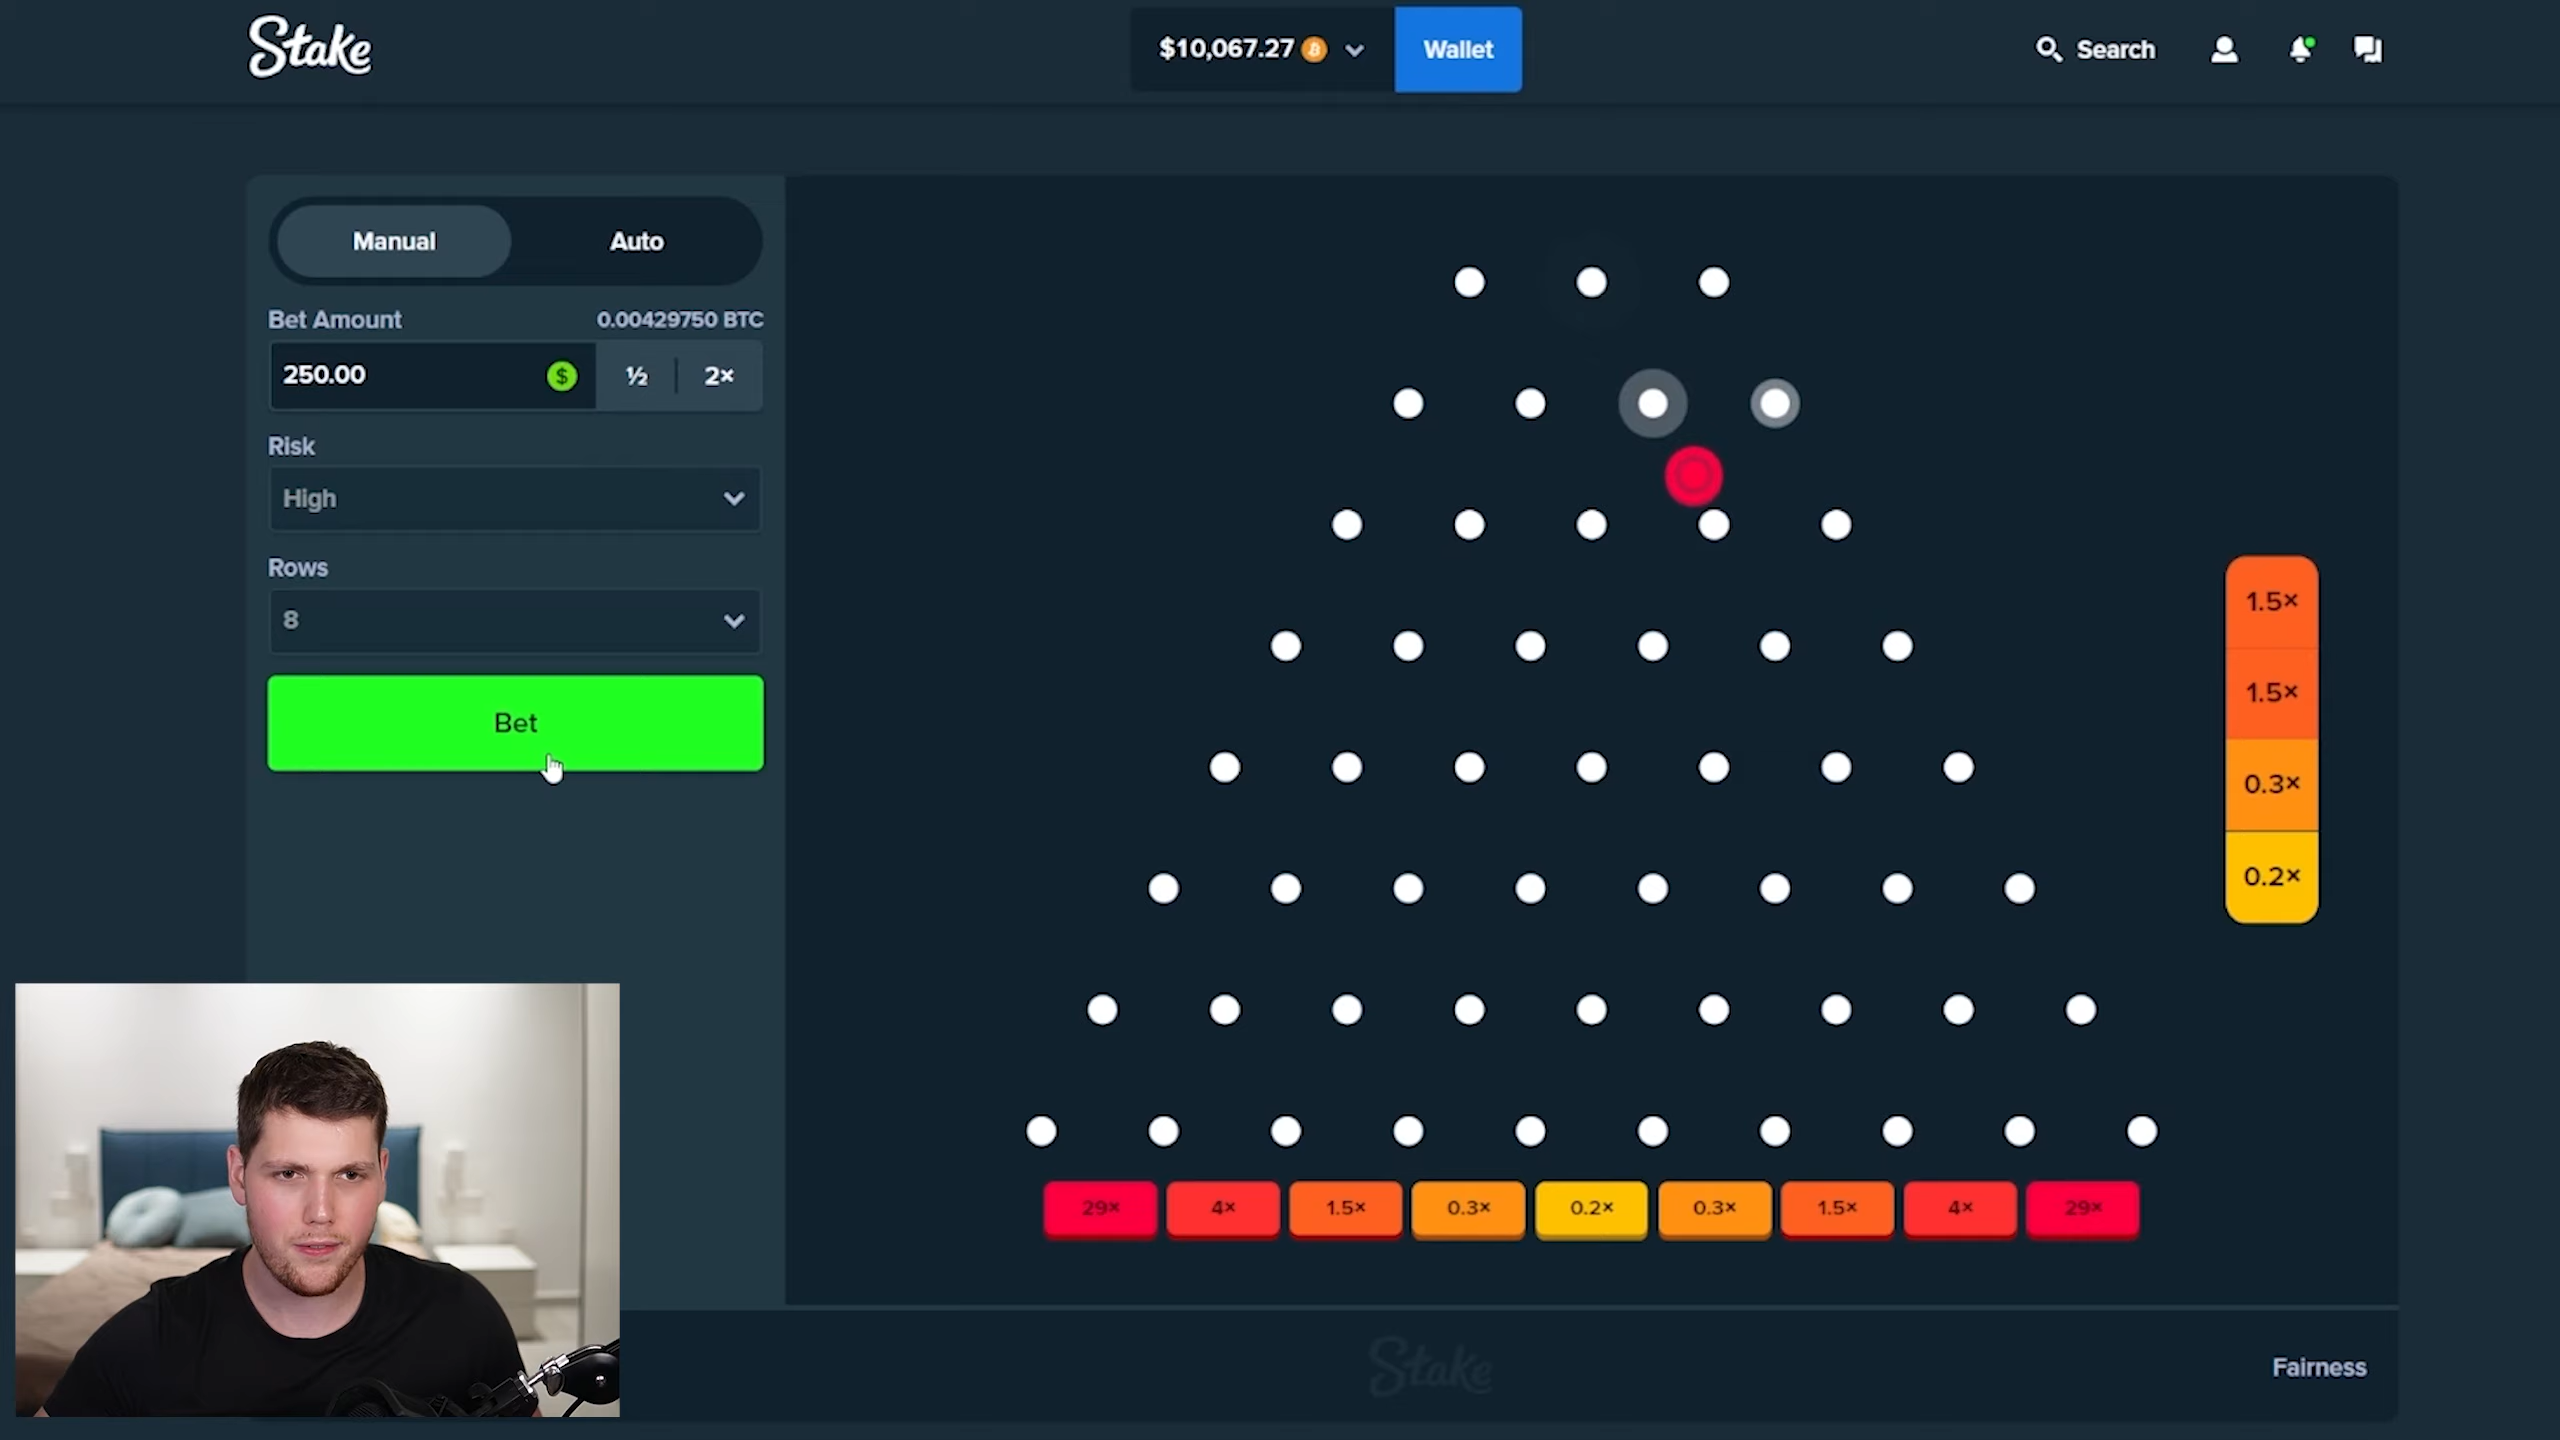 Stake
$10,067.27
Wallet
Search
Manual
Auto
Bet Amount
0.00429750 BTC
250.00
$
½
2×
Risk
High
Rows
8
Bet
1.5×
1.5×
0.3×
0.2×
29×
4×
1.5×
0.3×
0.2×
0.3×
1.5×
4×
29×
Stake
Fairness